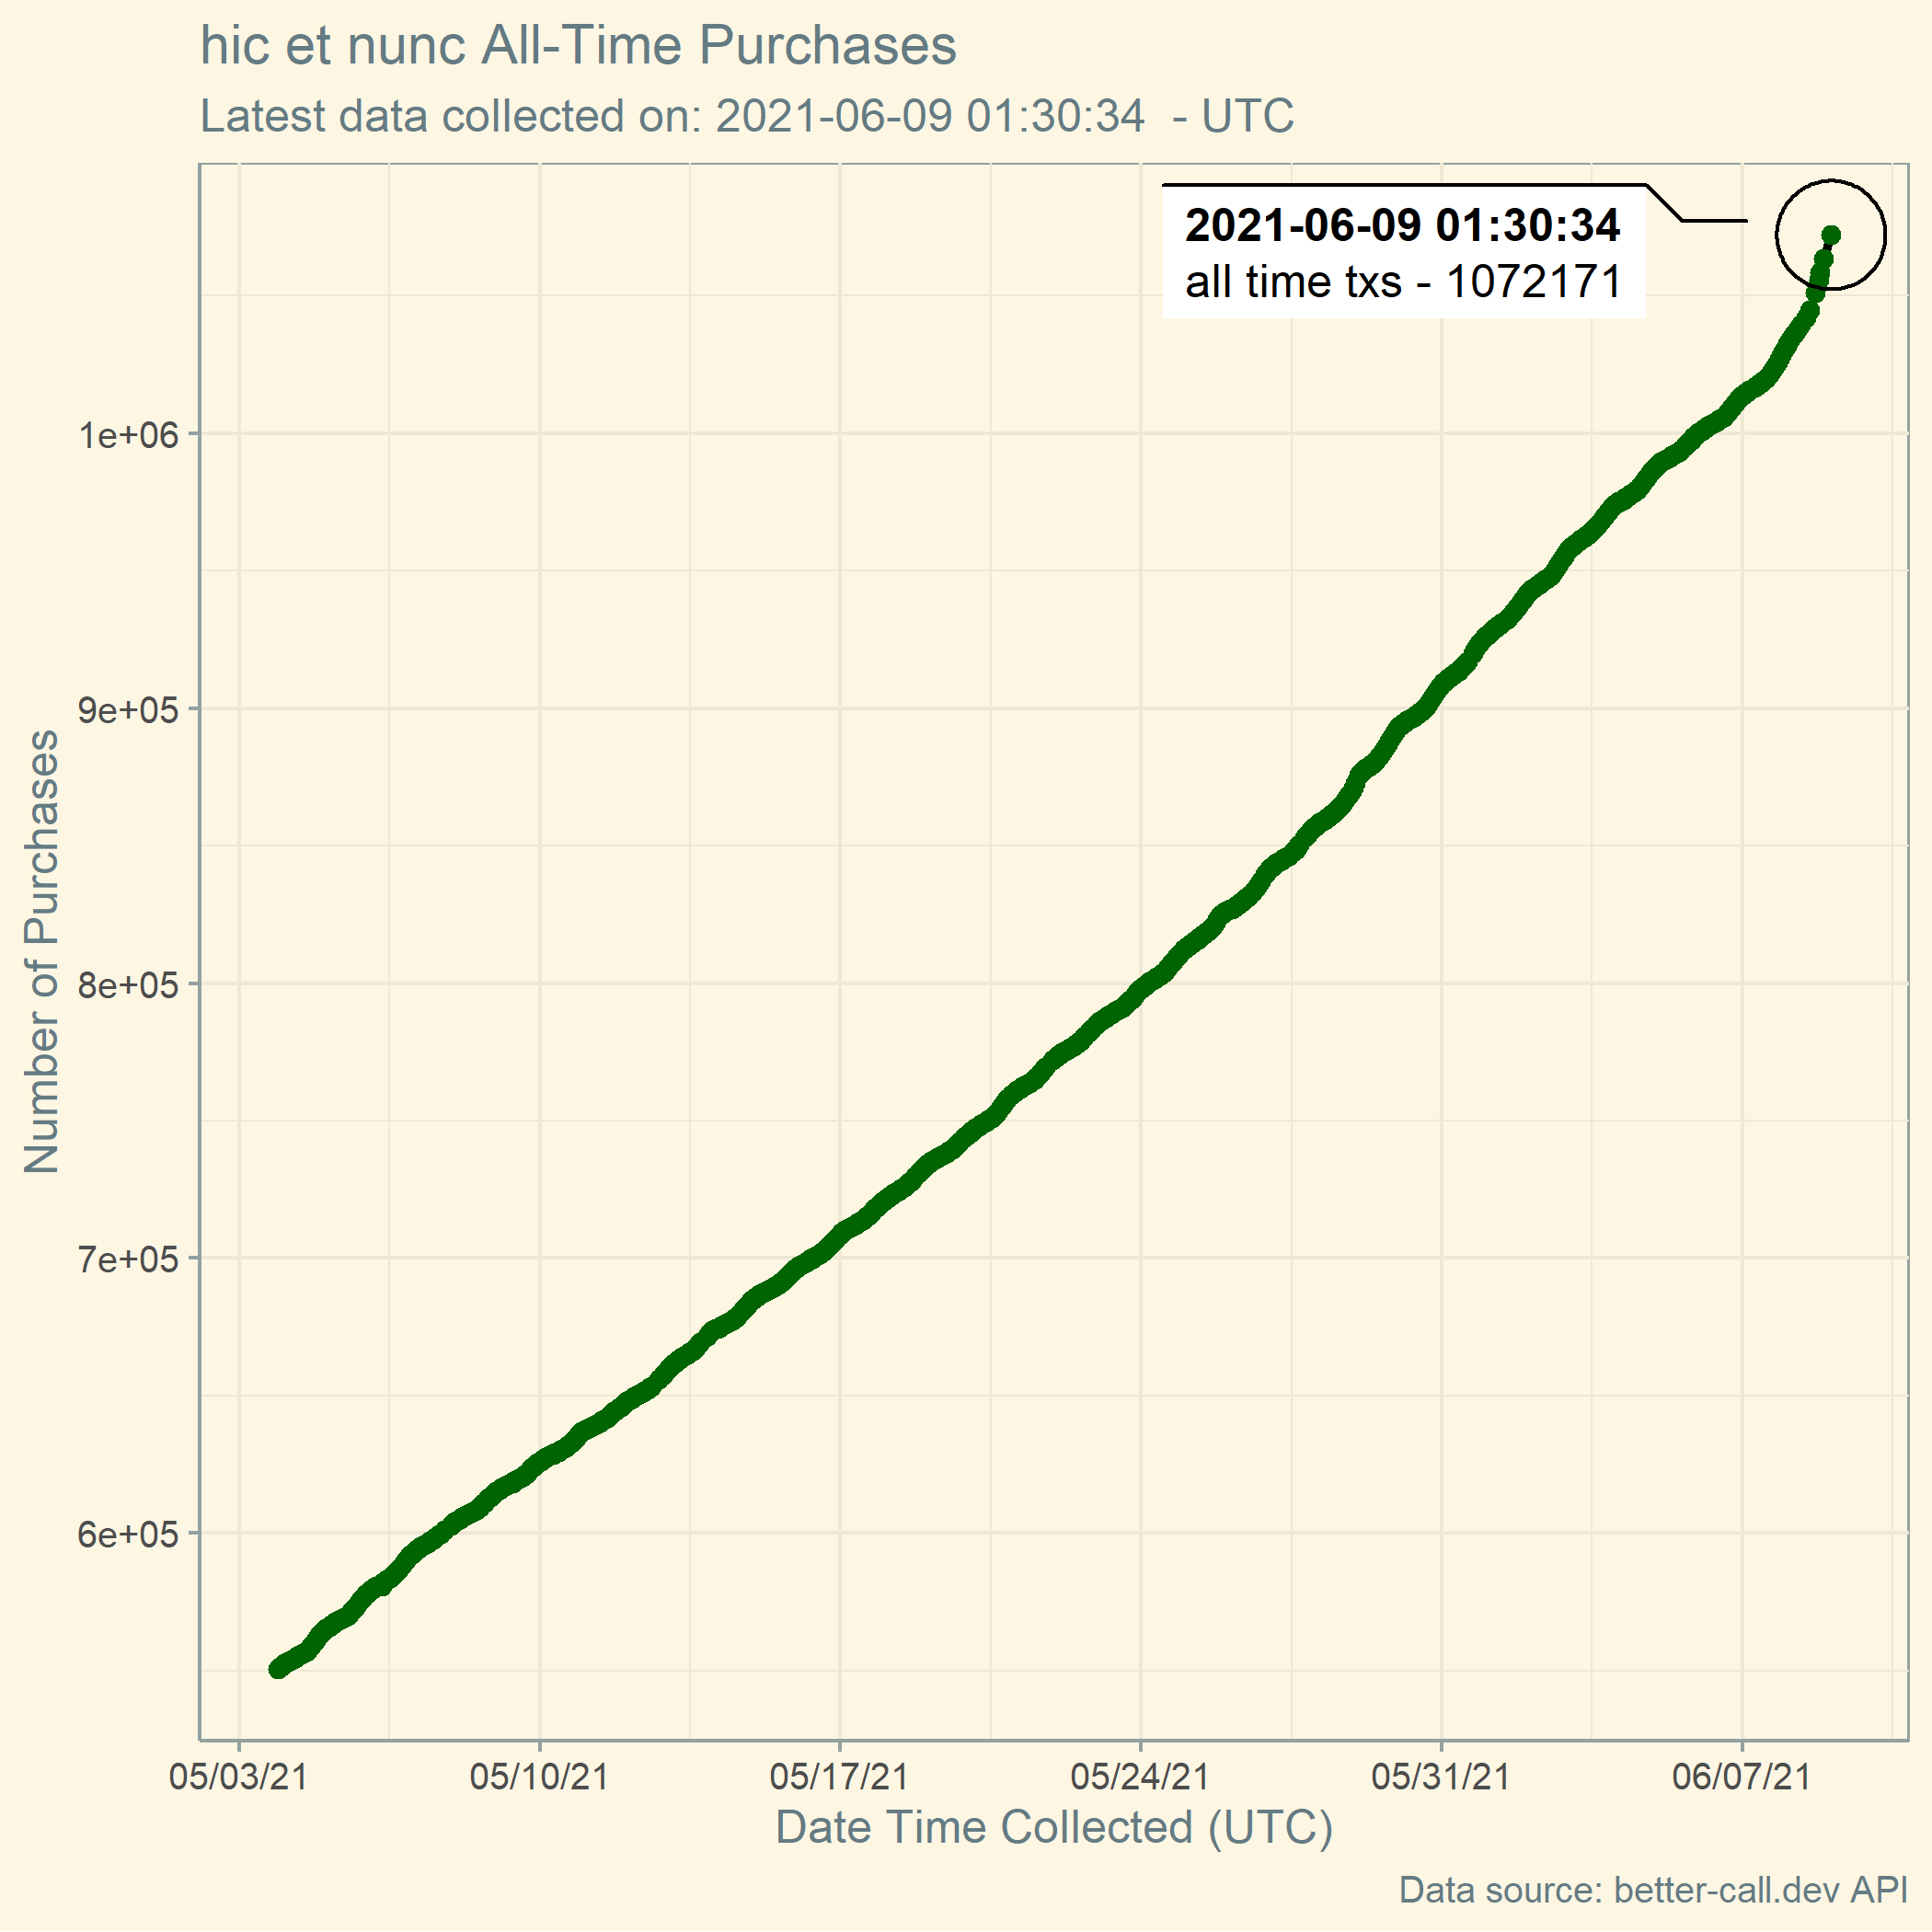 hic et nunc All-Time Purchases
Latest data collected on: 2021-06-09 01:30:34  - UTC
2021-06-09 01:30:34
all time txs - 1072171
Number of Purchases
1e+06
9e+05
8e+05
7e+05
6e+05
05/03/21
05/10/21
05/17/21
05/24/21
05/31/21
06/07/21
Date Time Collected (UTC)
Data source: better-call.dev API